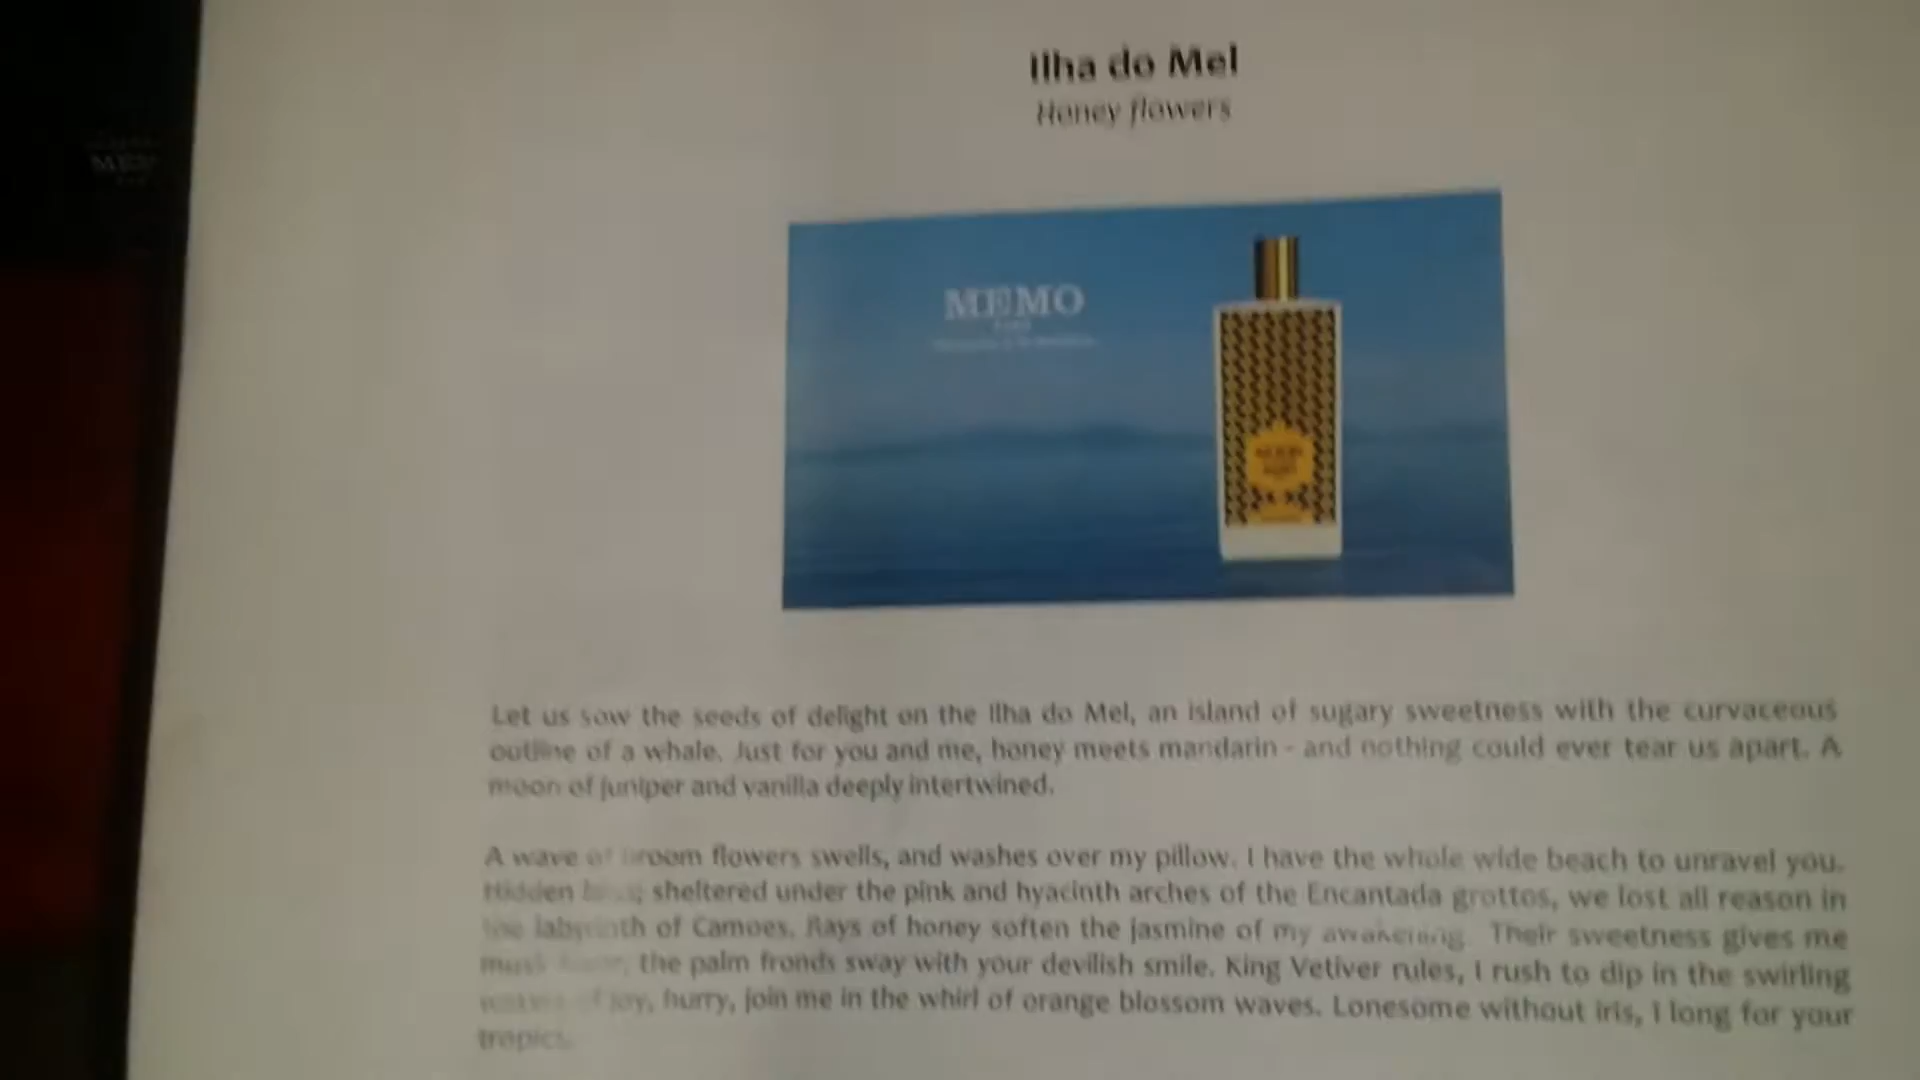 Ilha do Mel
Honey flowers
MEMO
Let us sow the seeds of delight on the Ilha do Mel, an island of sugary sweetness with the curvaceous
outline of a whale. Just for you and me, honey meets mandarin - and nothing could ever tear us apart. A
moon of juniper and vanilla deeply intertwined.
A wave of broom flowers swells, and washes over my pillow. I have the whole wide beach to unravel you.
Hidden sheltered under the pink and hyacinth arches of the Encantada grottos, we lost all reason in
the labyrinth of Camoes. Rays of honey soften the jasmine of my awakening. Their sweetness gives me
the palm fronds sway with your devilish smile. King Vetiver rules, I rush to dip in the swirling
of joy, hurry, join me in the whirl of orange blossom waves. Lonesome without iris, I long for your
tropics.